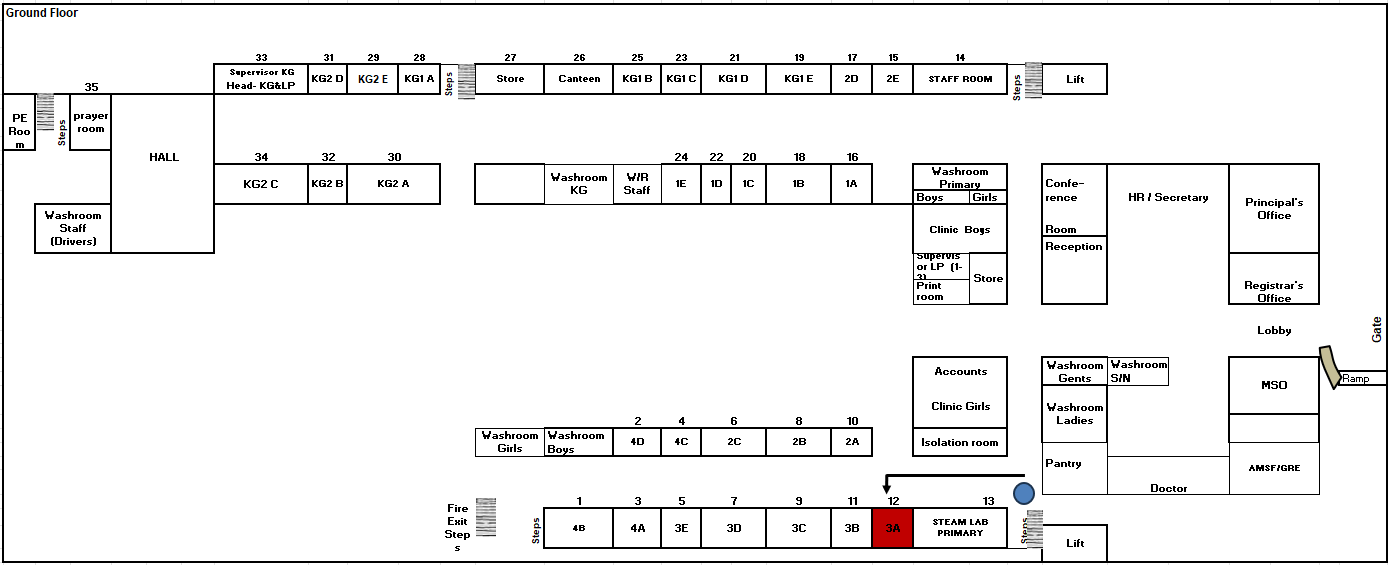 Ground Floor
33 31 29 28 27 26 25 23 21 19 17 15 14
Supervisor KG
Head- KG&LP
KG2 D
KG2 E
KG1 A
Steps
Store
Canteen
KG1 B
KG1 C
KG1 D
KG1 E
2D
2E
STAFF ROOM
Steps
Lift
35
PE
Roo
m
Steps
prayer
room
HALL
34 32 30 24 22 20 18 16
KG2 C
KG2 B
KG2 A
Washroom
KG
W/R
Staff
1E
1D
1C
1B
1A
Washroom
Primary
Boys
Girls
Confe-
rence
Room
HR / Secretary
Principal's
Office
Washroom
Staff
(Drivers)
Clinic Boys
Reception
Supervis
or LP (1-
3)
Print
room
Store
Registrar's
Office
Lobby
Gate
Ramp
Accounts
Clinic Girls
Isolation room
Washroom
Gents
Washroom
S/N
MSO
Washroom
Ladies
2 4 6 8 10
Washroom
Girls
Washroom
Boys
4D
4C
2C
2B
2A
Pantry
Doctor
AMSF/GRE
1 3 5 7 9 11 12 13
Fire
Exit
Step
s
Steps
4B
4A
3E
3D
3C
3B
3A
STEAM LAB
PRIMARY
Steps
Lift